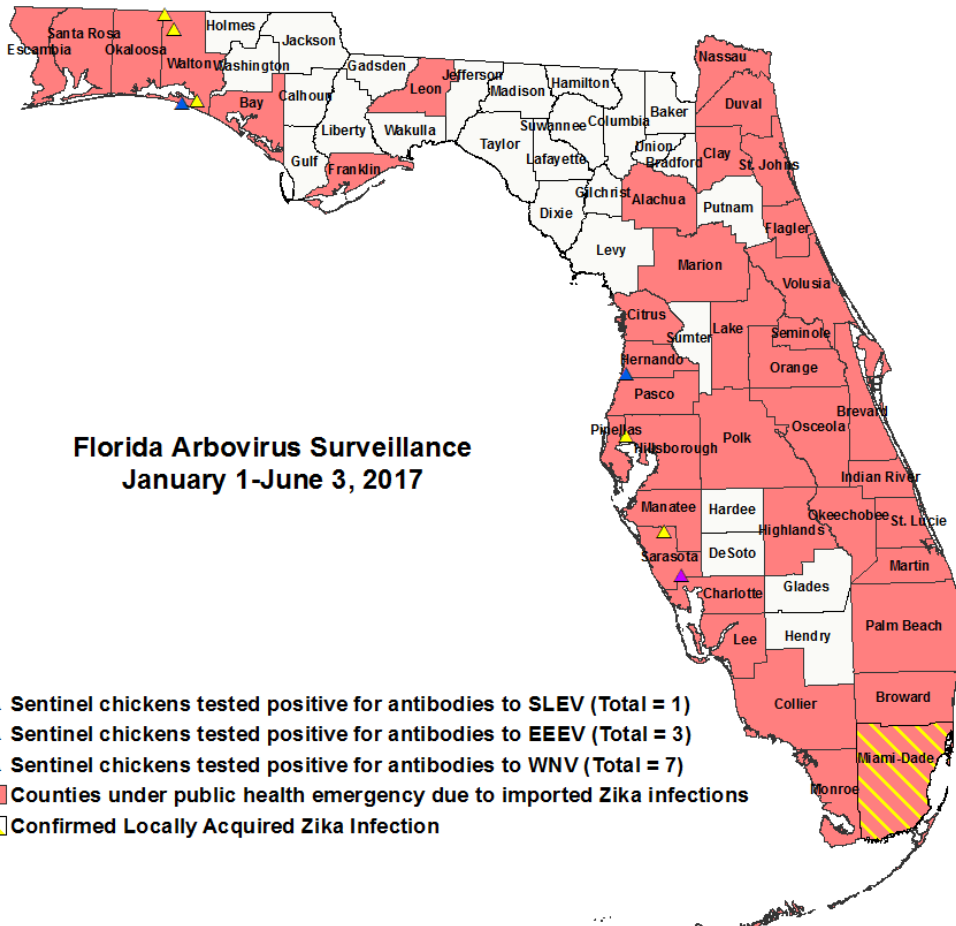 Holmes
Jackson
Santa Rosa
Escambia
Okaloosa
Walton
Washington
Gadsden
Jefferson
Hamilton
Nassau
Bay
Calhoun
Leon
Madison
Baker
Duval
Liberty
Wakulla
Taylor
Suwannee
Columbia
Union
Bradford
Clay
St. Johns
Gulf
Franklin
Lafayette
Gilchrist
Alachua
Putnam
Dixie
Flagler
Levy
Marion
Volusia
Citrus
Sumter
Lake
Seminole
Hernando
Orange
Pasco
Brevard
Pinellas
Hillsborough
Polk
Osceola
Florida Arbovirus Surveillance
January 1-June 3, 2017
Indian River
Manatee
Hardee
Highlands
Okeechobee
St. Lucie
Sarasota
DeSoto
Martin
Charlotte
Glades
Lee
Hendry
Palm Beach
Collier
Broward
Miami-Dade
Monroe
Sentinel chickens tested positive for antibodies to SLEV (Total = 1)
Sentinel chickens tested positive for antibodies to EEEV (Total = 3)
Sentinel chickens tested positive for antibodies to WNV (Total = 7)
Counties under public health emergency due to imported Zika infections
Confirmed Locally Acquired Zika Infection